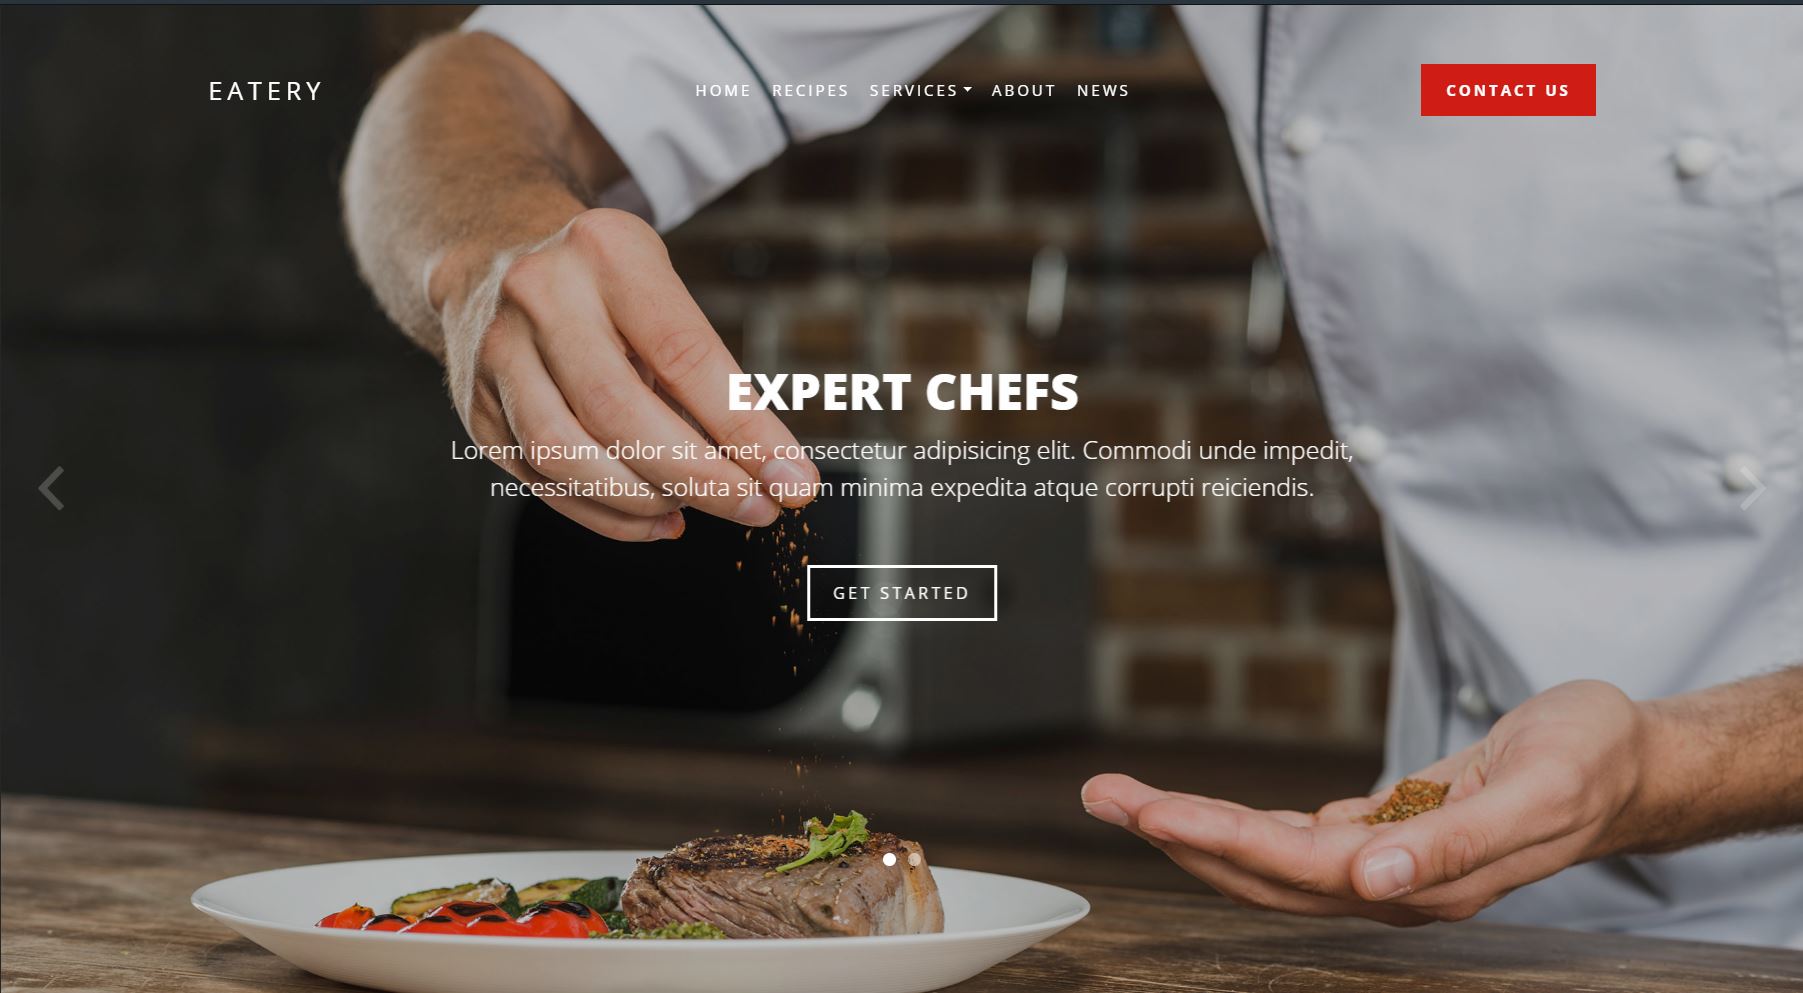 EATERY
HOME RECIPES SERVICES ABOUT NEWS
CONTACT US
EXPERT CHEFS
Lorem ipsum dolor sit amet, consectetur adipisicing elit. Commodi unde impedit,
necessitatibus, soluta sit quam minima expedita atque corrupti reiciendis.
GET STARTED